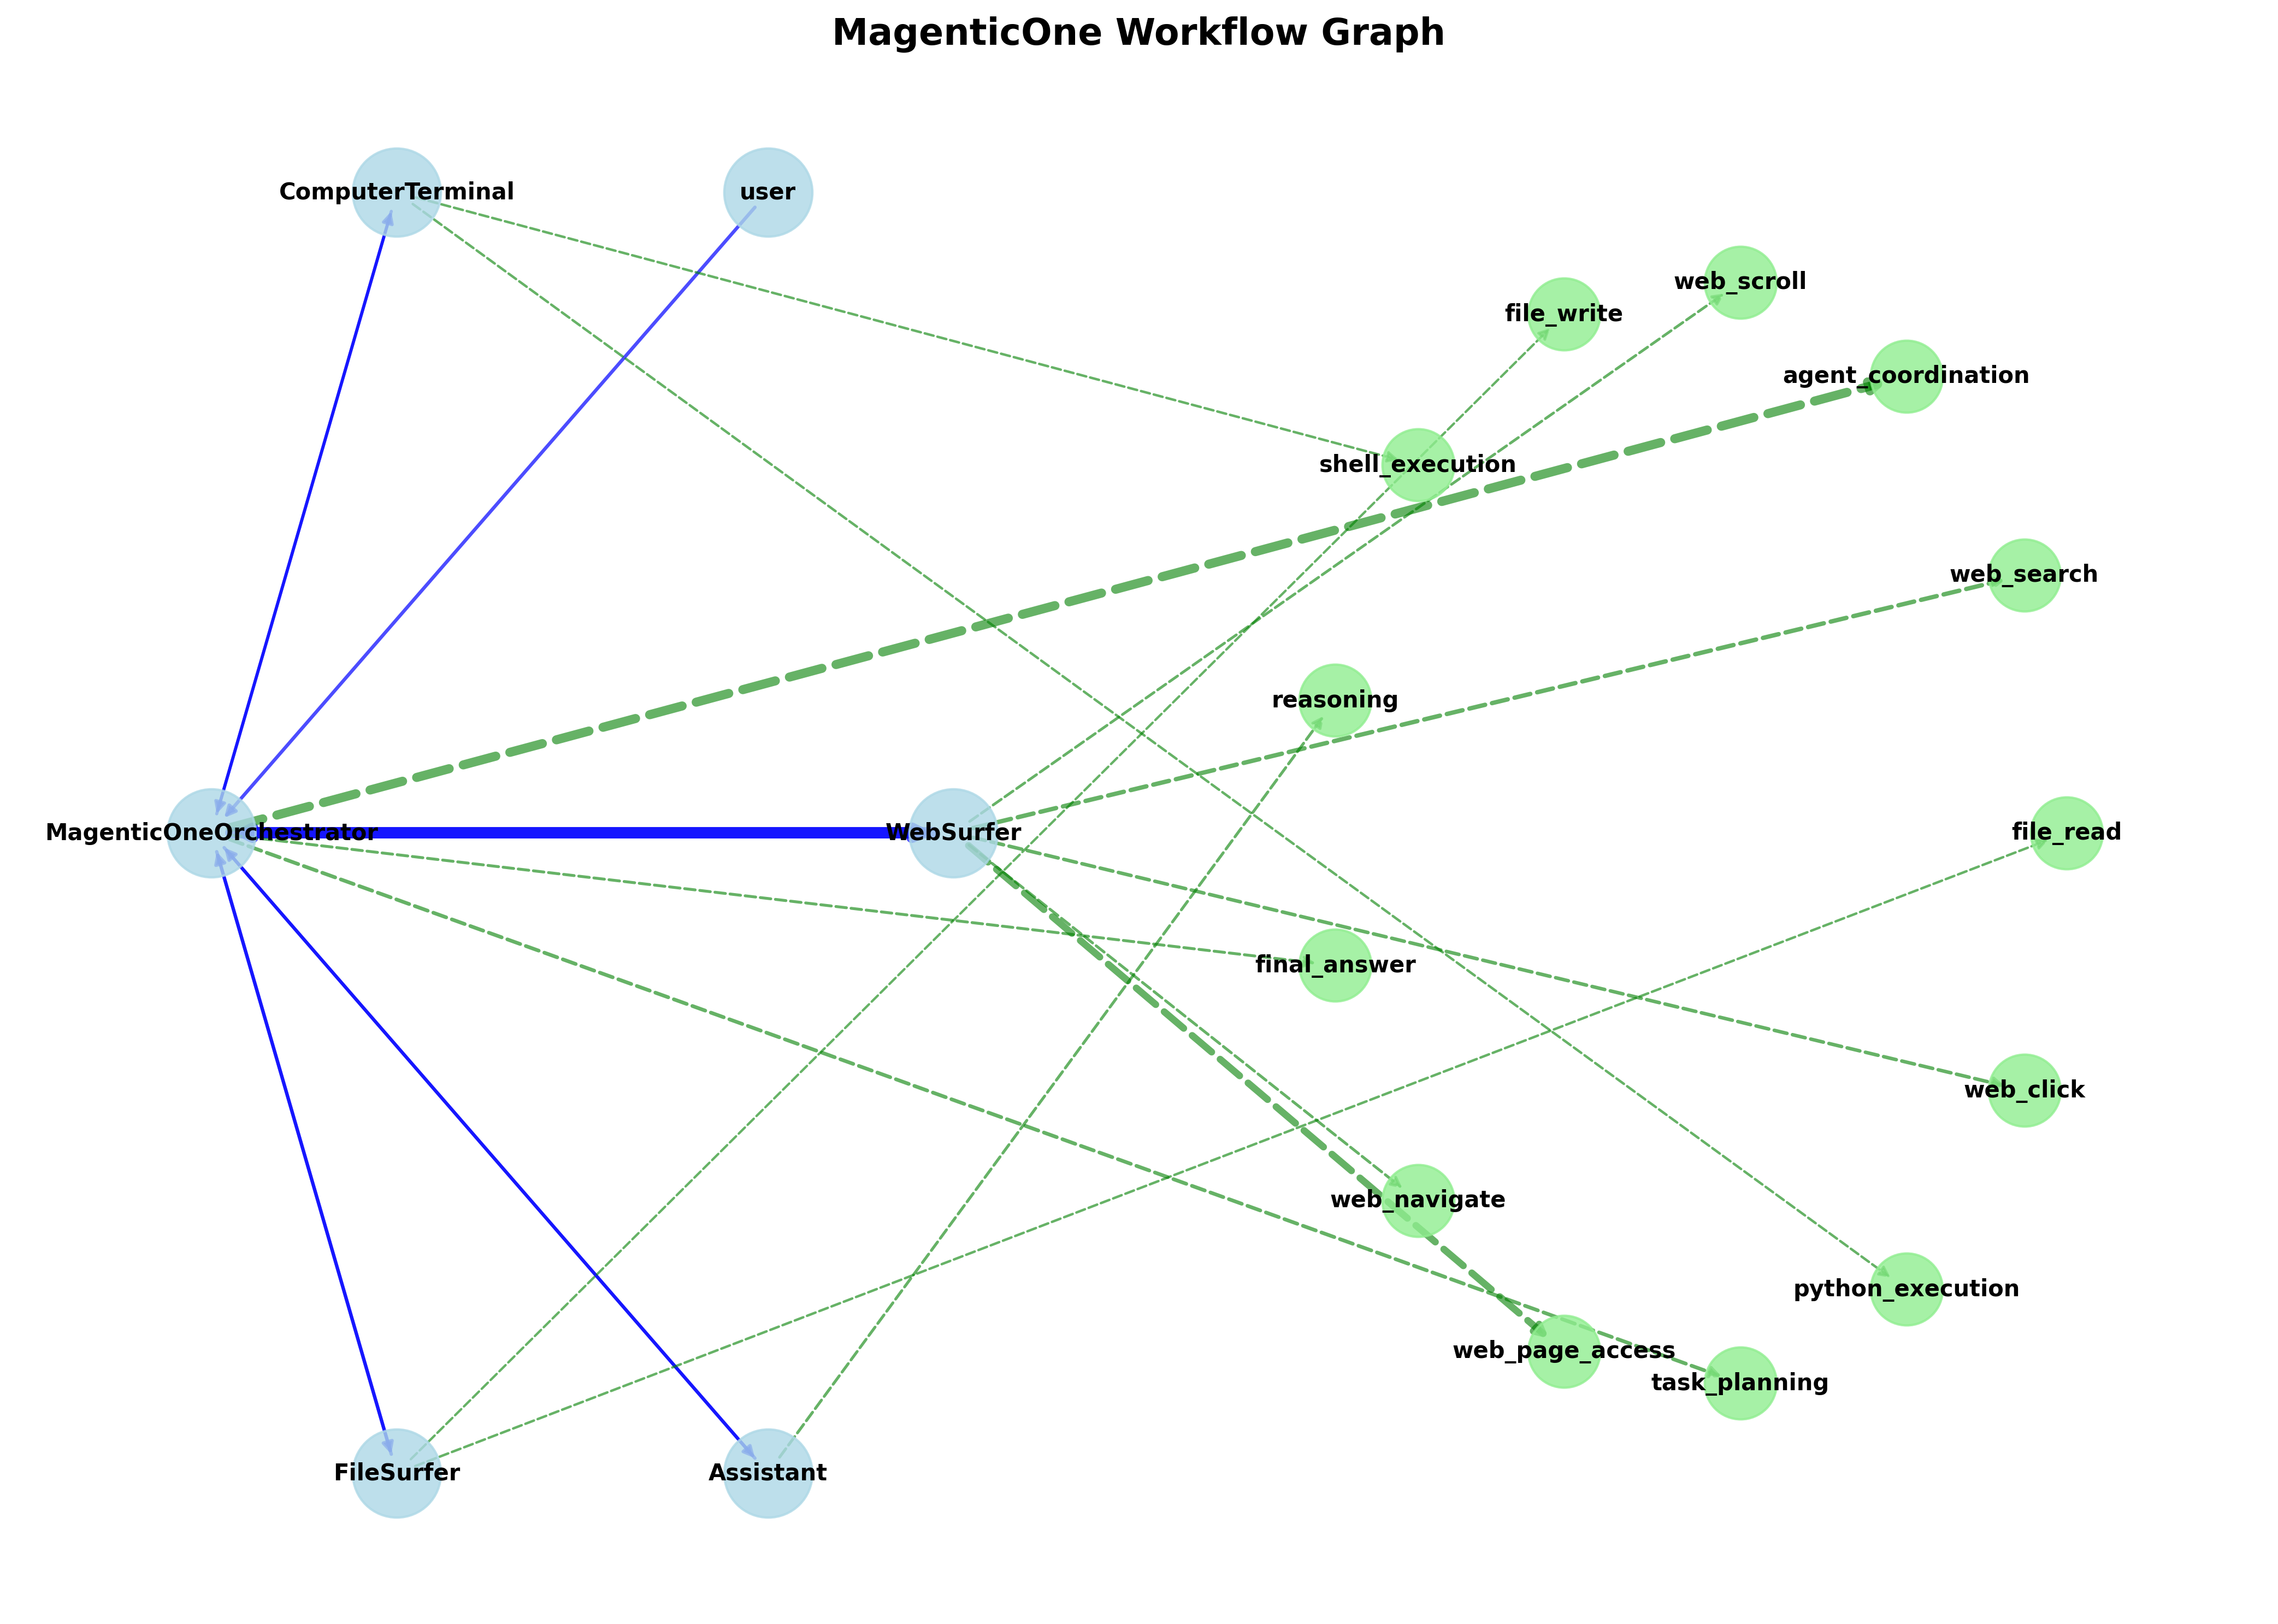 MagenticOne Workflow Graph
ComputerTerminal
user
web_scroll
file_write
agent_coordination
shell_execution
web_search
reasoning
MagenticOneOrchestrator
WebSurfer
file_read
final_answer
web_click
web_navigate
python_execution
web_page_access
task_planning
FileSurfer
Assistant